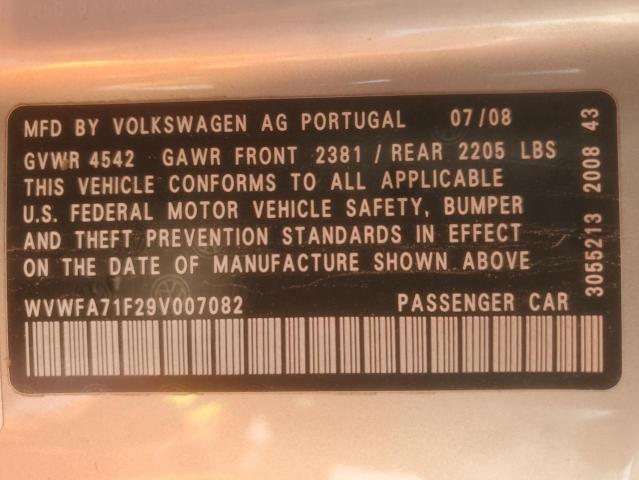 MFD BY VOLKSWAGEN AG PORTUGAL 07/08
GVWR 4542 GAWR FRONT 2381 / REAR 2205 LBS
THIS VEHICLE CONFORMS TO ALL APPLICABLE
U.S. FEDERAL MOTOR VEHICLE SAFETY, BUMPER
AND THEFT PREVENTION STANDARDS IN EFFECT
ON THE DATE OF MANUFACTURE SHOWN ABOVE
WVWFA71F29V007082 PASSENGER CAR
3055213 2008 43